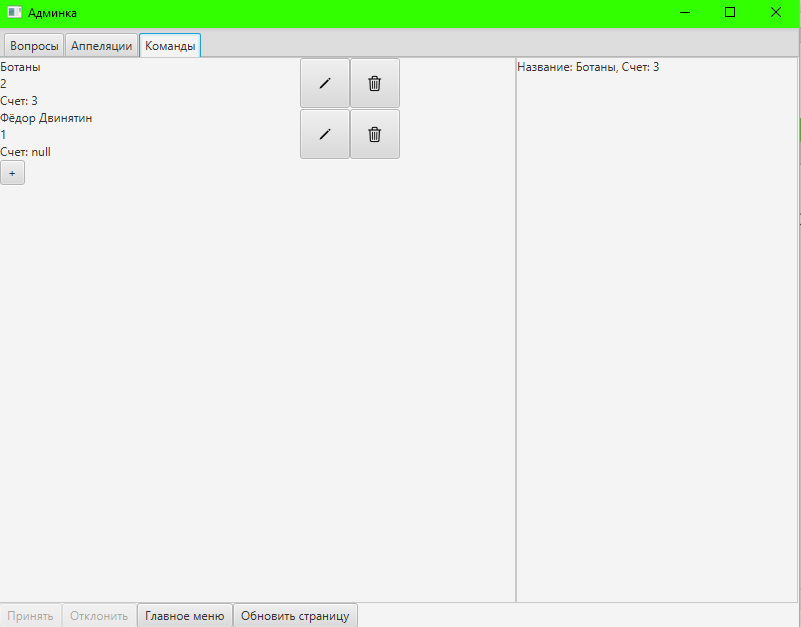 Админка
Вопросы Аппеляции Команды
Ботаны
2
Счет: 3
Фёдор Двинятин
1
Счет: null
+
Название: Ботаны, Счет: 3
Принять Отклонить Главное меню Обновить страницу